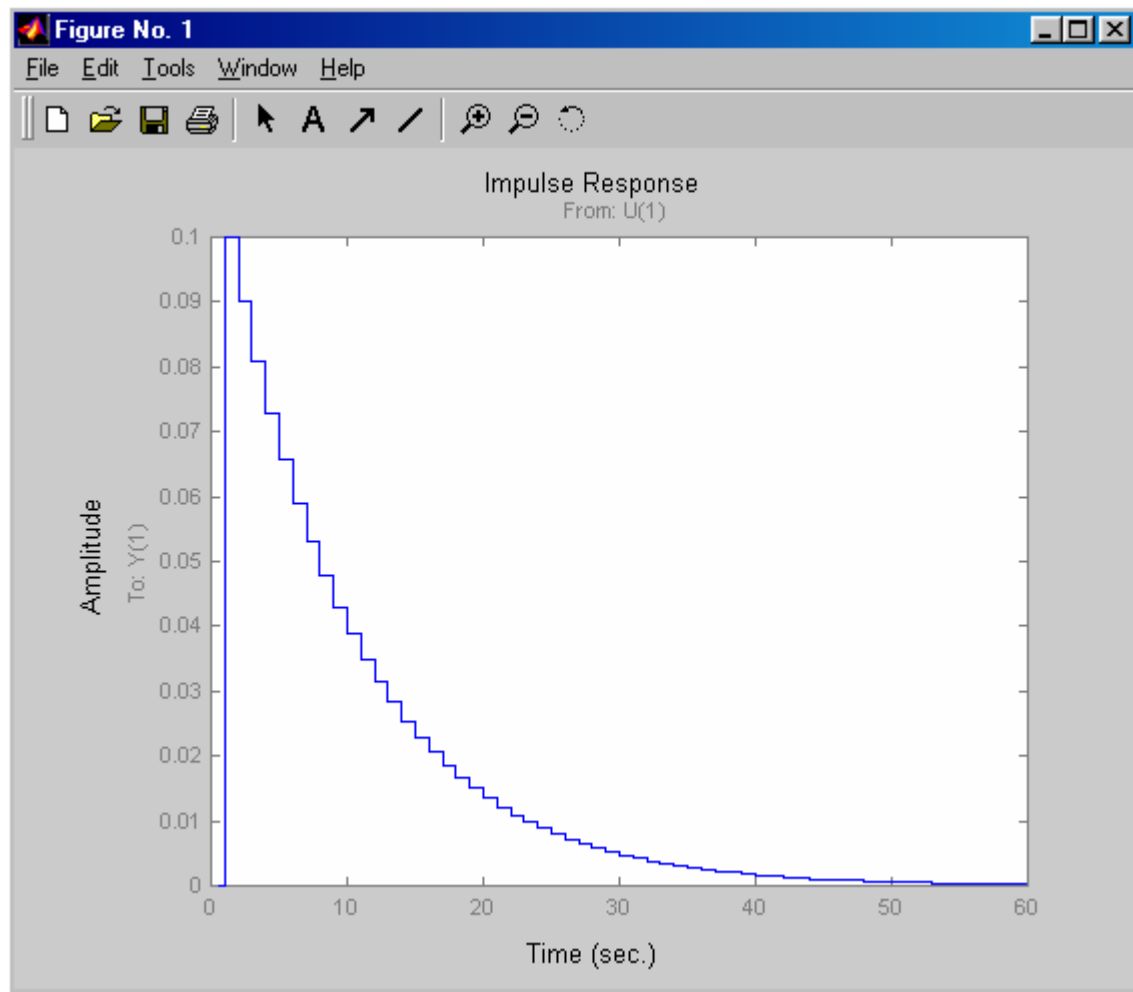 Figure No. 1
File Edit Tools Window Help
A
Impulse Response
From: U(1)
0.1
0.09
0.08
0.07
0.06
0.05
0.04
0.03
0.02
0.01
0
Amplitude
To: Y(1)
0 10 20 30 40 50 60
Time (sec.)